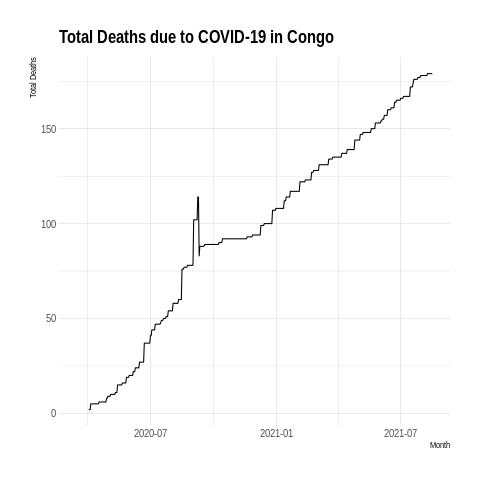 Total Deaths due to COVID-19 in Congo
Total Deaths
150
100
50
0
2020-07
2021-01
2021-07
Month